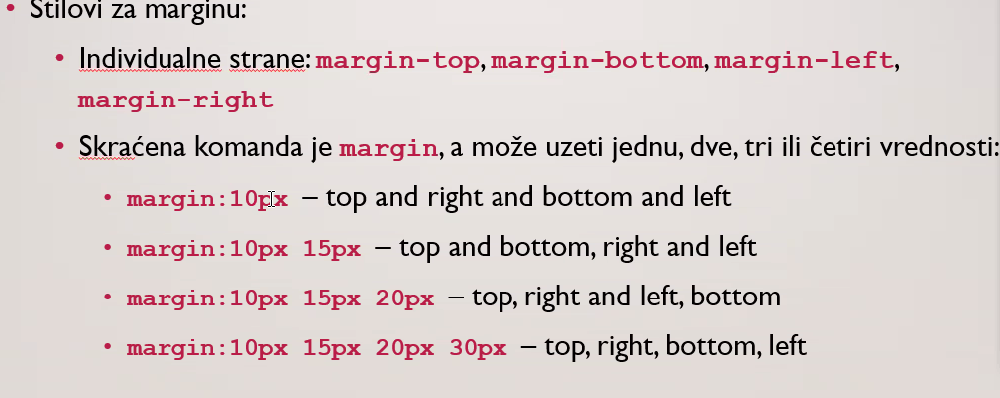 • Stilovi za marginu:
• Individualne strane: margin-top, margin-bottom, margin-left,
margin-right
• Skraćena komanda je margin, a može uzeti jednu, dve, tri ili četiri vrednosti:
• margin:10px – top and right and bottom and left
• margin:10px 15px – top and bottom, right and left
• margin:10px 15px 20px – top, right and left, bottom
• margin:10px 15px 20px 30px – top, right, bottom, left